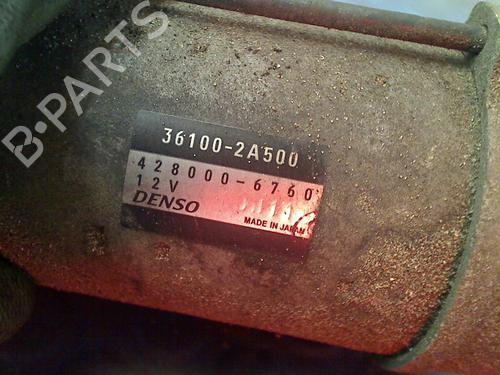 B-PARTS
36100-2A500
428000-6760
12V
DENSO
MADE IN JAPAN